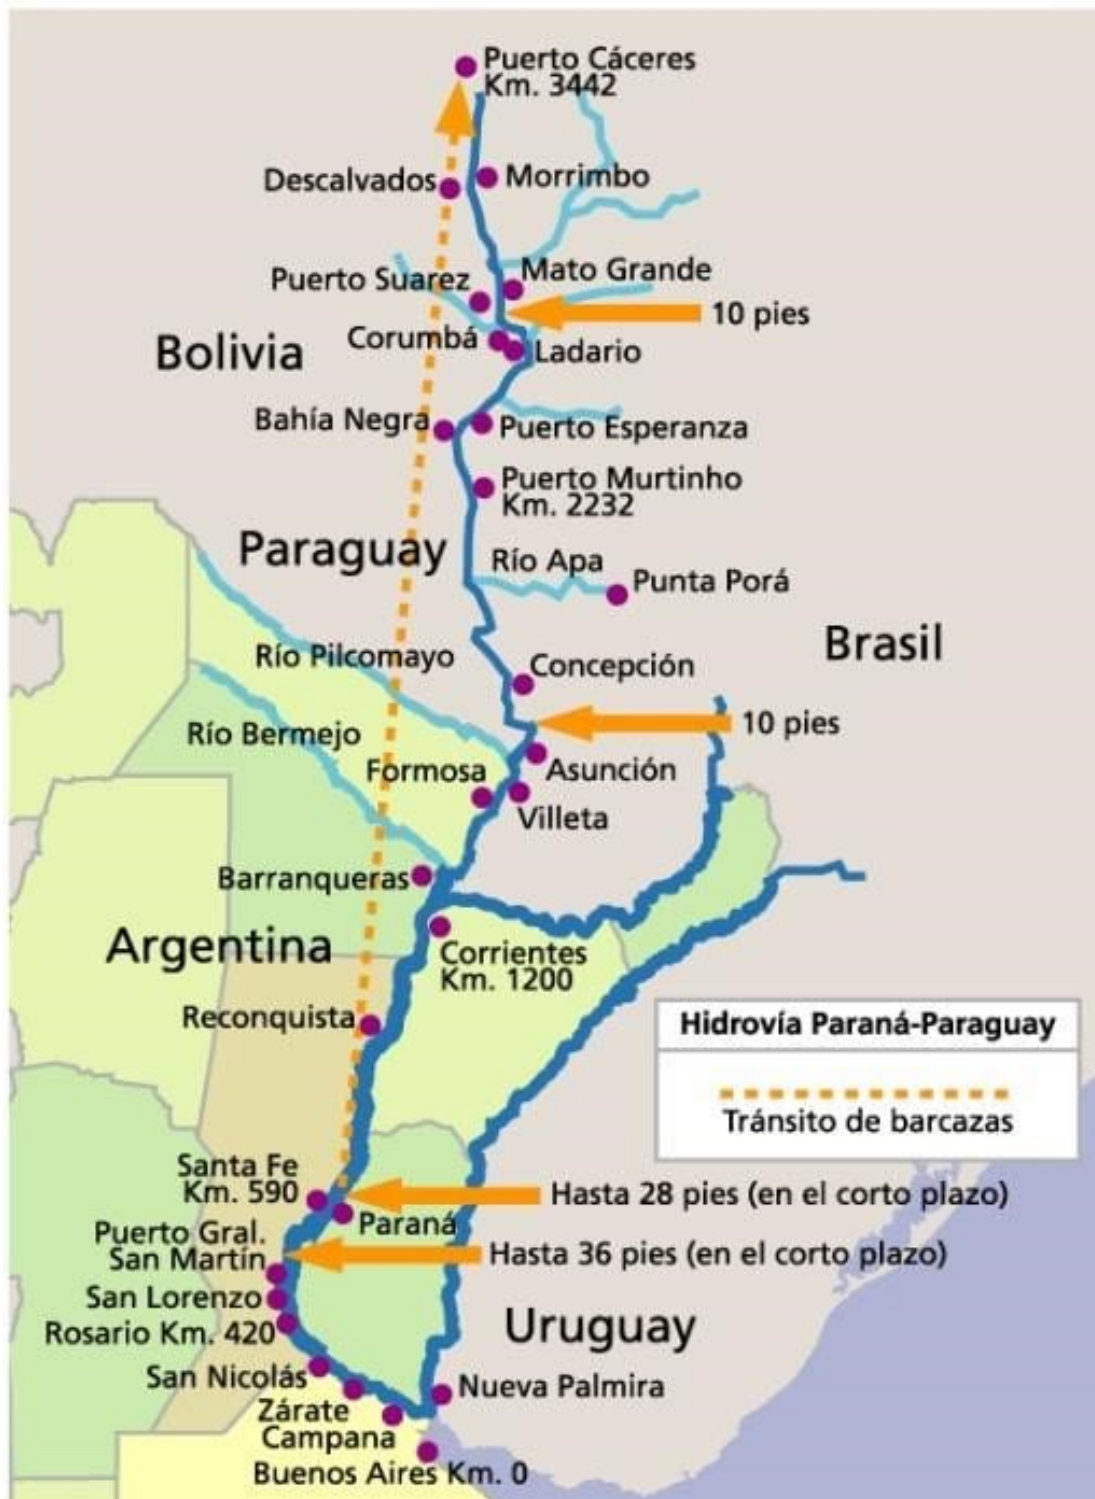 Puerto Cáceres
Km. 3442
Descalvados
Morrimbo
Puerto Suarez
Mato Grande
10 pies
Bolivia
Corumbá
Ladario
Bahía Negra
Puerto Esperanza
Puerto Murtinho
Km. 2232
Paraguay
Río Apa
Punta Porá
Brasil
Río Pilcomayo
Concepción
Río Bermejo
10 pies
Formosa
Asunción
Villeta
Barranqueras
Argentina
Corrientes
Km. 1200
Reconquista
Hidrovía Paraná-Paraguay
Tránsito de barcazas
Santa Fe
Km. 590
Hasta 28 pies (en el corto plazo)
Paraná
Puerto Gral.
San Martín
Hasta 36 pies (en el corto plazo)
San Lorenzo
Rosario Km. 420
Uruguay
San Nicolás
Nueva Palmira
Zárate
Campana
Buenos Aires Km. 0